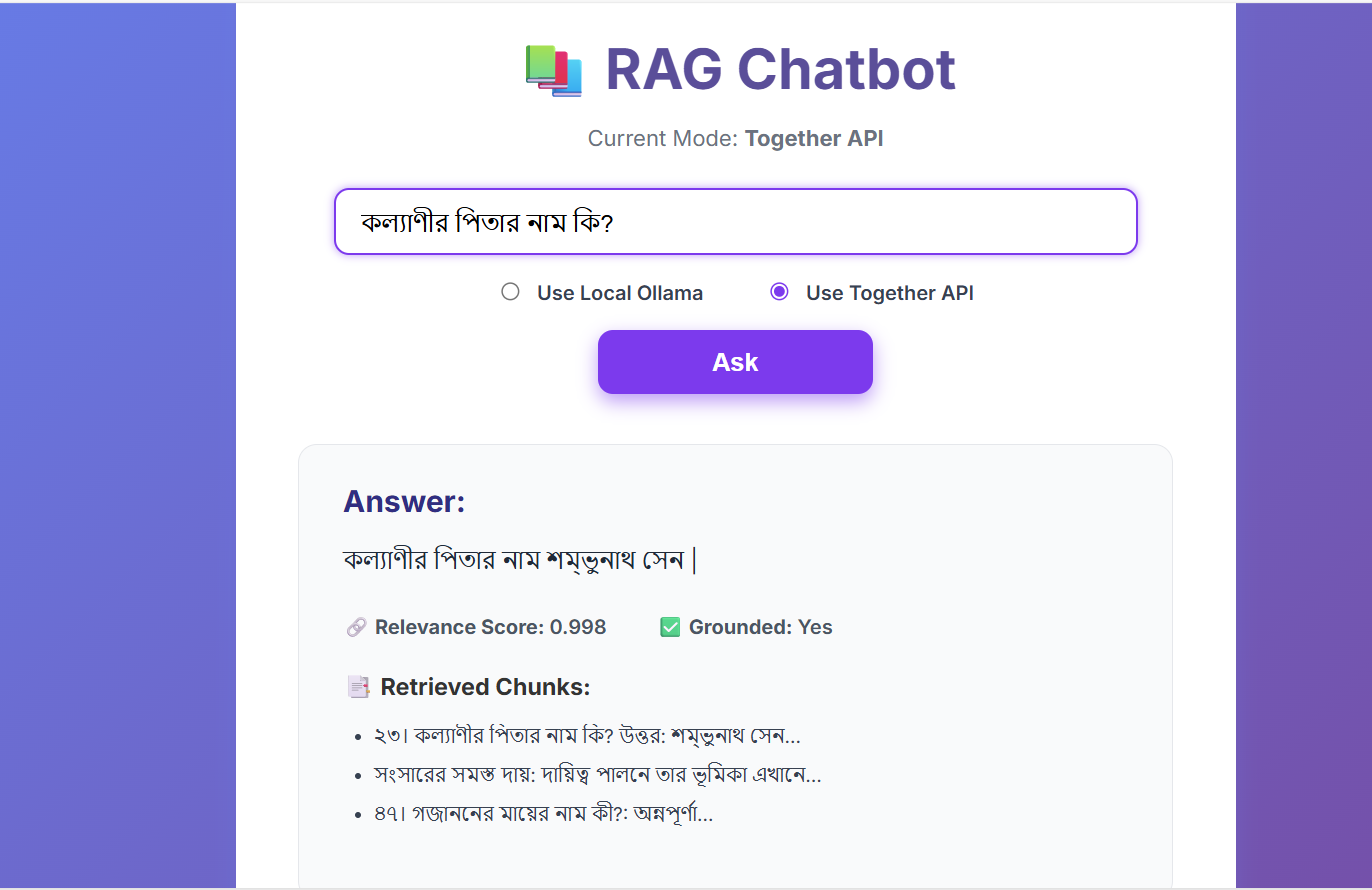 📚 RAG Chatbot
Current Mode: Together API
কল্যাণীর পিতার নাম কি?
Use Local Ollama Use Together API
Ask
Answer:
কল্যাণীর পিতার নাম শম্ভুনাথ সেন |
🔗 Relevance Score: 0.998 ✅ Grounded: Yes
📑 Retrieved Chunks:
• ২৩। কল্যাণীর পিতার নাম কি? উত্তর: শম্ভুনাথ সেন...
• সংসারের সমস্ত দায়: দায়িত্ব পালনে তার ভূমিকা এখানে...
• ৪৭। গজাননের মায়ের নাম কী?: অন্নপূর্ণা...